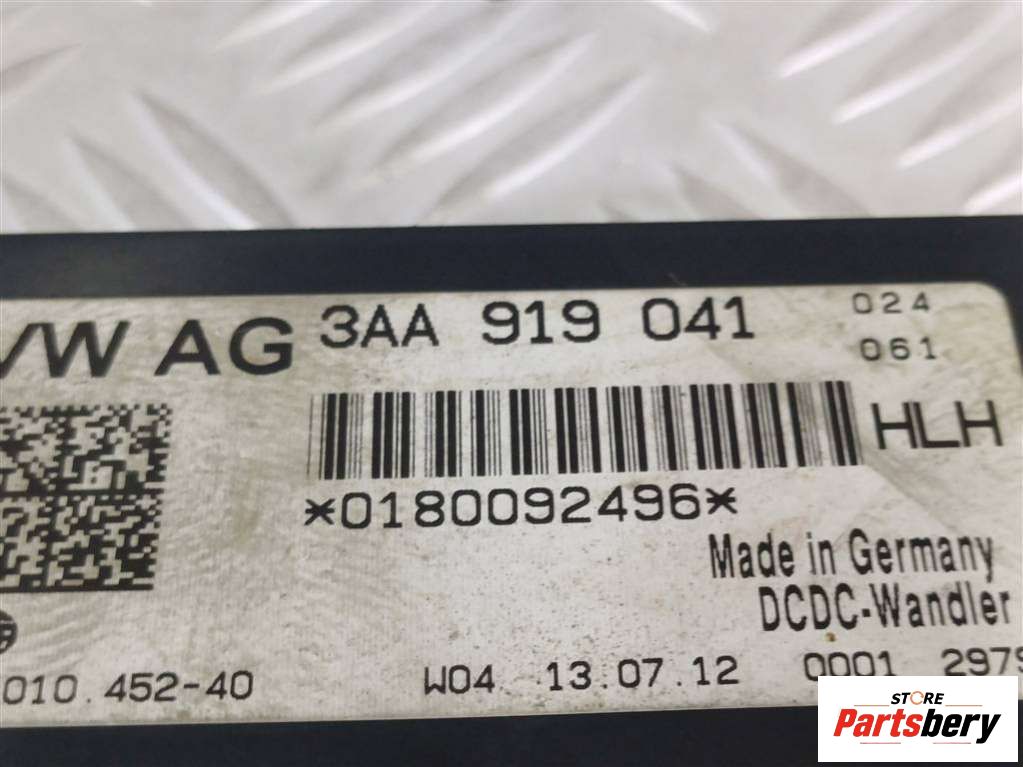 VW AG 3AA 919 041 024
061
HLH
*0180092496*
Made in Germany
DCDC-Wandler
010.452-40 W04 13.07.12 0001 2979
STORE
Partsbery